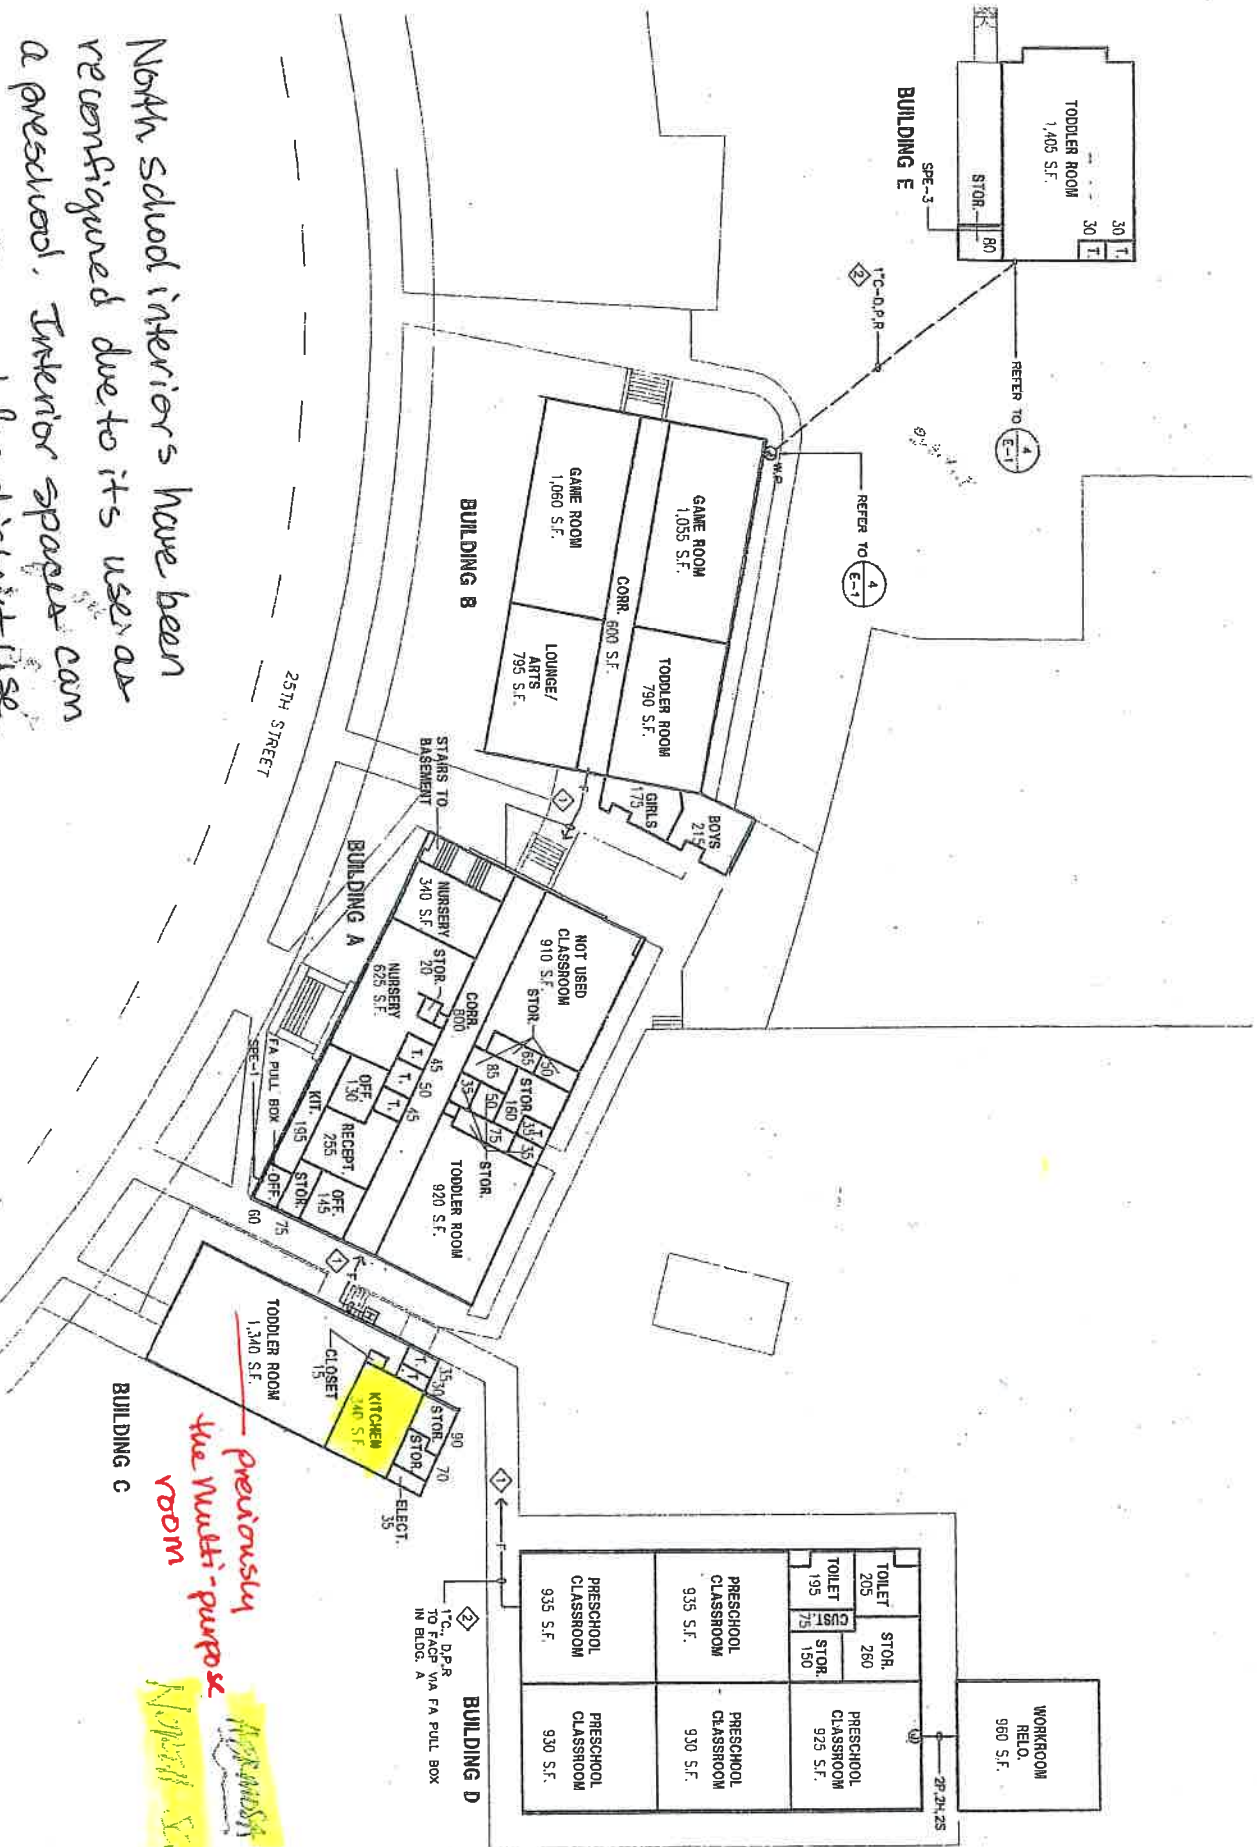 TODDLER ROOM
1,405 S.F.
30 T.
30 T.
STOR.
80
SPE-3
BUILDING E
1"C-D,P,R
2
REFER TO
4
E-1
REFER TO
4
E-1
W.P.
GAME ROOM
1,055 S.F.
TODDLER ROOM
790 S.F.
CORR. 600 S.F.
GAME ROOM
1,060 S.F.
LOUNGE/
ARTS
795 S.F.
BUILDING B
BOYS
215
GIRLS
175
1
F
STAIRS TO
BASEMENT
NOT USED
CLASSROOM
910 S.F.
STOR.
65
50
85
STOR.
160
35
50
75
T.
35
35
STOR.
TODDLER ROOM
920 S.F.
CORR.
800
NURSERY
340 S.F.
STOR.
20
NURSERY
625 S.F.
T.
T.
T.
45
50
45
OFF.
130
RECEPT.
255
OFF.
145
KIT.
195
STOR.
75
OFF.
60
FA PULL BOX
SPE-1
BUILDING A
25TH STREET
1
F
TODDLER ROOM
1,340 S.F.
CLOSET
15
T.
T.
35
30
KITCHEN
340 S.F.
STOR.
90
STOR.
70
ELECT.
35
BUILDING C
previously
the Multi-purpose
room
1
F
2
1"C., D,P,R
TO FACP VIA FA PULL BOX
IN BLDG. A
TOILET
205
TOILET
195
CUST.
75
STOR.
260
STOR.
150
PRESCHOOL
CLASSROOM
935 S.F.
PRESCHOOL
CLASSROOM
935 S.F.
PRESCHOOL
CLASSROOM
930 S.F.
PRESCHOOL
CLASSROOM
930 S.F.
PRESCHOOL
CLASSROOM
925 S.F.
BUILDING D
WORKROOM
RELO.
960 S.F.
2P,2H,2S
North school interiors have been
reconfigured due to its use as
a preschool. Interior spaces can